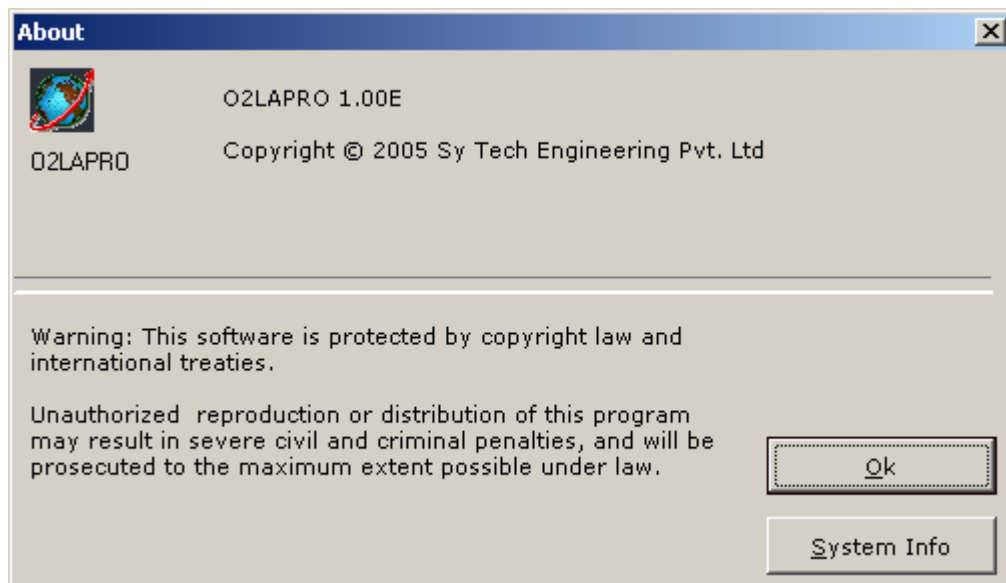 About
O2LAPRO 1.00E
O2LAPRO
Copyright © 2005 Sy Tech Engineering Pvt. Ltd
Warning: This software is protected by copyright law and
international treaties.
Unauthorized  reproduction or distribution of this program
may result in severe civil and criminal penalties, and will be
prosecuted to the maximum extent possible under law.
Ok
System Info